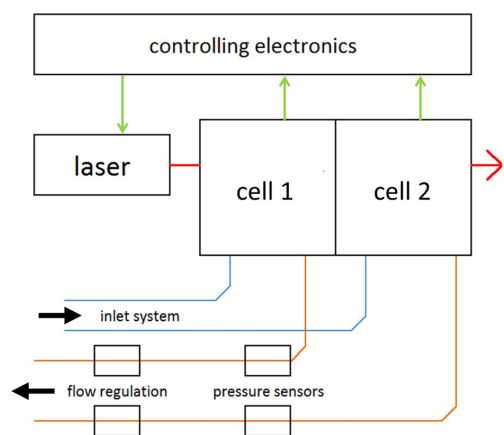 controlling electronics
laser
cell 1
cell 2
inlet system
flow regulation
pressure sensors